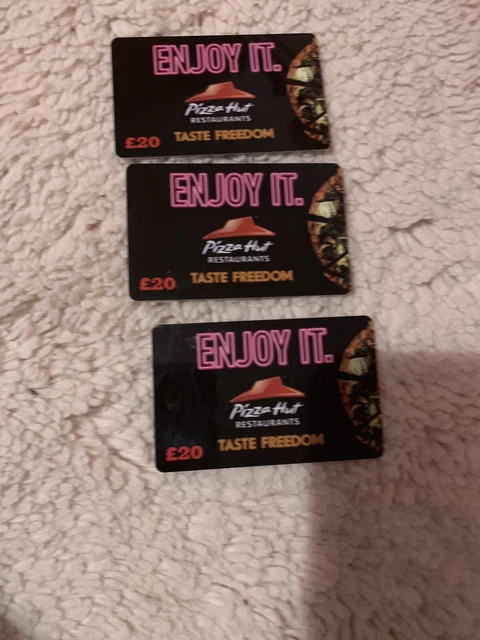 ENJOY IT.
Pizza Hut
RESTAURANTS
£20 TASTE FREEDOM
ENJOY IT.
Pizza Hut
RESTAURANTS
£20 TASTE FREEDOM
ENJOY IT.
Pizza Hut
RESTAURANTS
£20 TASTE FREEDOM